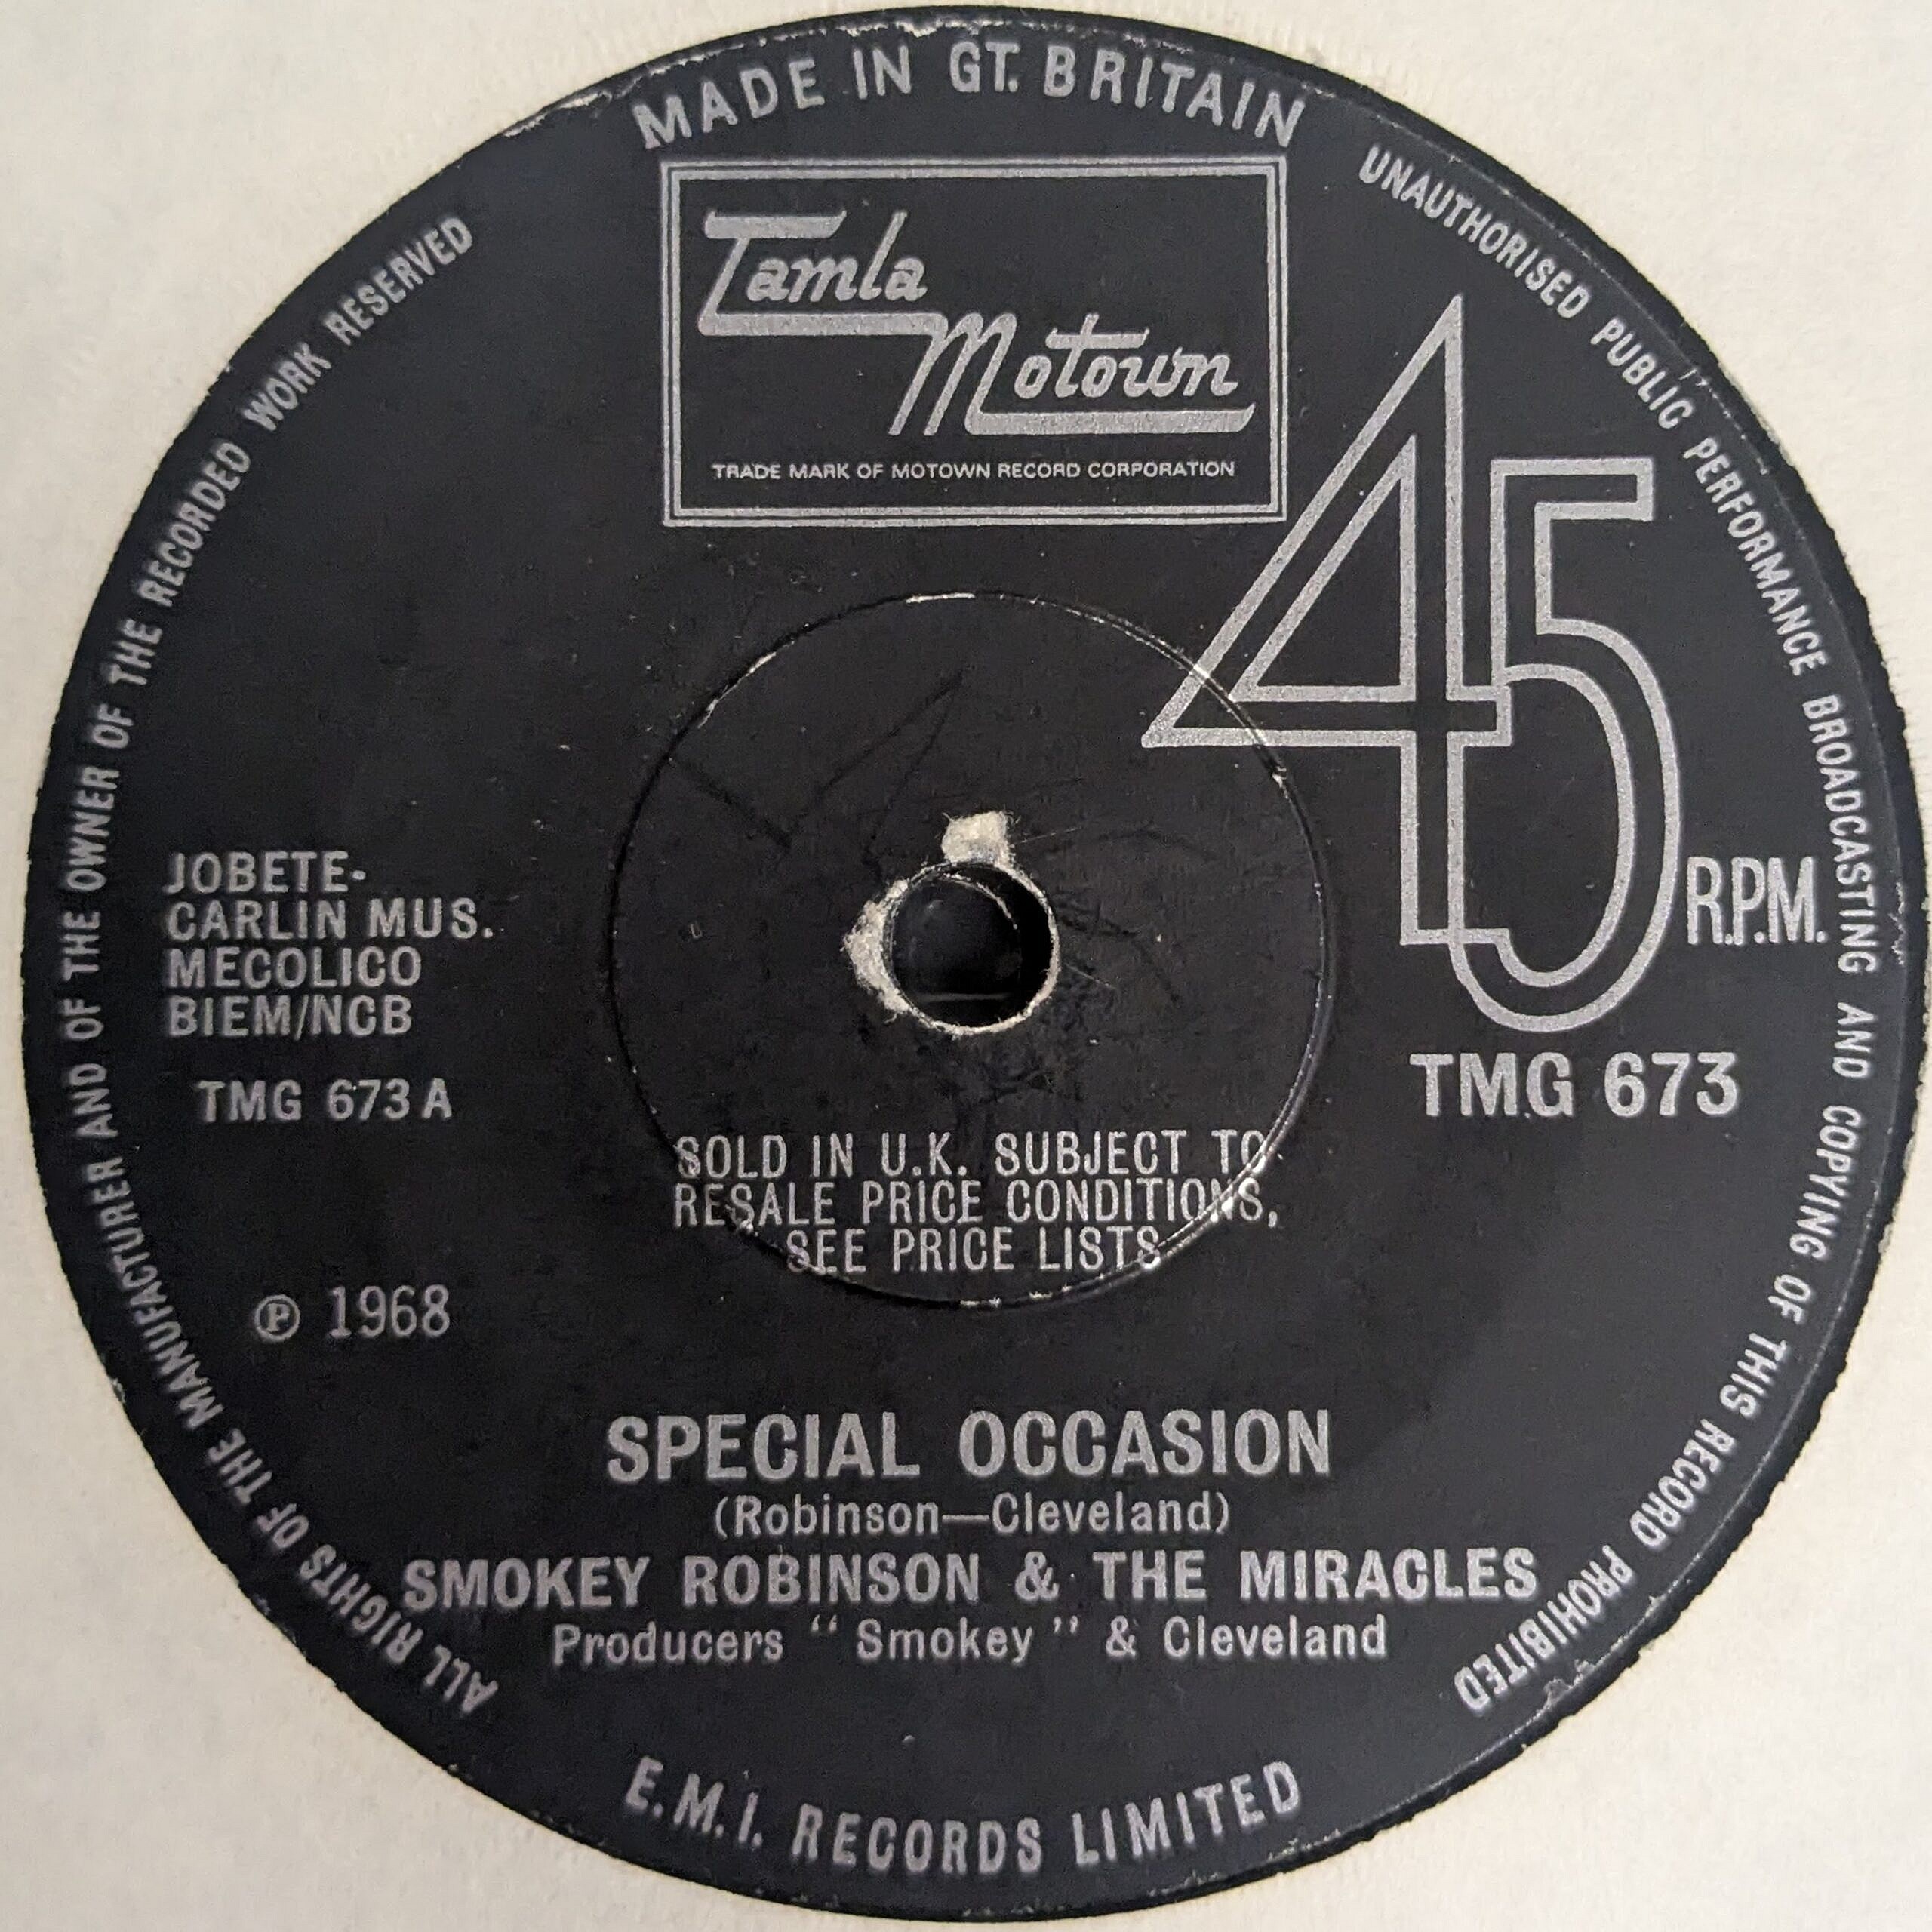 MADE IN GT. BRITAIN
UNAUTHORISED PUBLIC PERFORMANCE BROADCASTING AND COPYING OF THIS RECORD PROHIBITED
ALL RIGHTS OF THE MANUFACTURER AND OF THE OWNER OF THE RECORDED WORK RESERVED
Tamla
Motown
TRADE MARK OF MOTOWN RECORD CORPORATION
45
R.P.M.
TMG 673
JOBETE-
CARLIN MUS.
MECOLICO
BIEM/NCB
TMG 673 A
SOLD IN U.K. SUBJECT TO
RESALE PRICE CONDITIONS,
SEE PRICE LISTS
℗ 1968
SPECIAL OCCASION
(Robinson—Cleveland)
SMOKEY ROBINSON & THE MIRACLES
Producers “Smokey” & Cleveland
E.M.I. RECORDS LIMITED